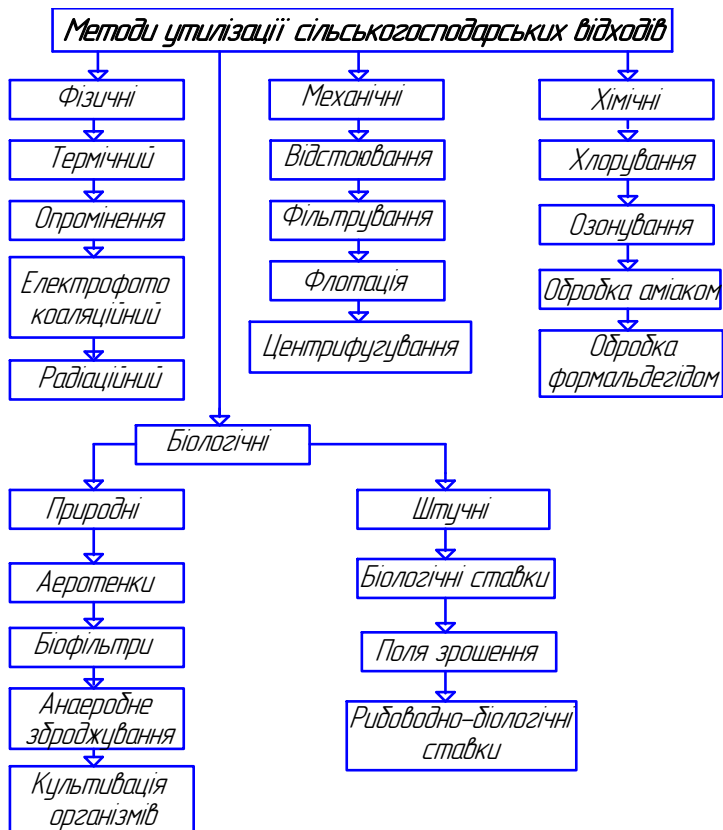 Методи утилізації сільськогосподарських відходів
Фізичні
Термічний
Опромінення
Електрофото
коаляційний
Радіаційний
Механічні
Відстоювання
Фільтрування
Флотація
Центрифугування
Хімічні
Хлорування
Озонування
Обробка аміаком
Обробка
формальдегідом
Біологічні
Природні
Аеротенки
Біофільтри
Анаеробне
зброджування
Культивація
організмів
Штучні
Біологічні ставки
Поля зрошення
Рибоводно-біологічні
ставки